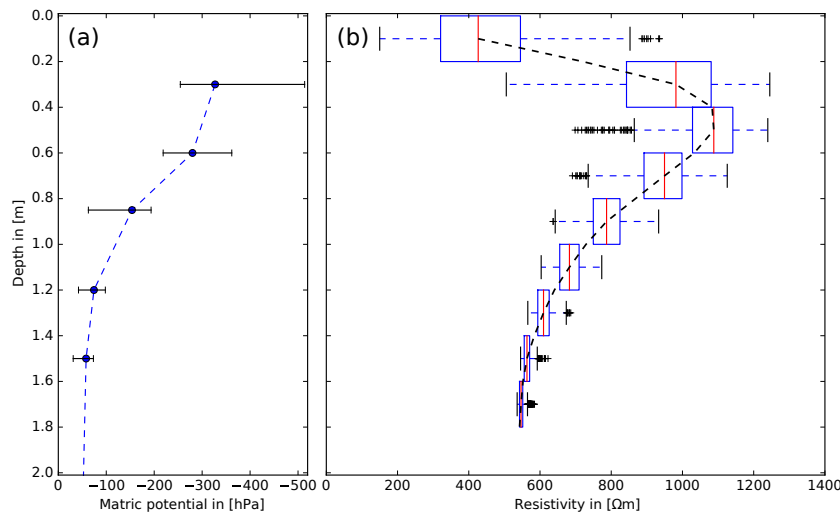 (a)
(b)
0.0
0.2
0.4
0.6
0.8
1.0
1.2
1.4
1.6
1.8
2.0
Depth in [m]
0 −100 −200 −300 −400 −500
Matric potential in [hPa]
0 200 400 600 800 1000 1200 1400
Resistivity in [Ωm]